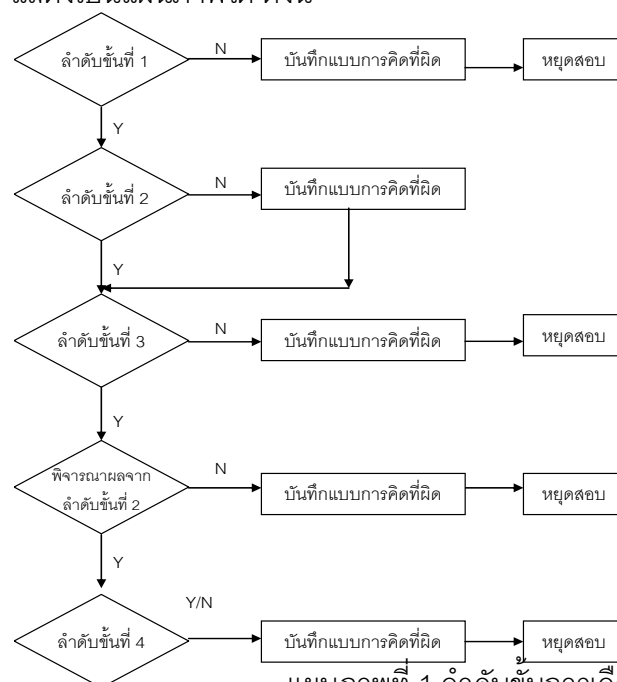 ลำดับขั้นที่ 1
N
บันทึกแบบการคิดที่ผิด
หยุดสอบ
Y
ลำดับขั้นที่ 2
N
บันทึกแบบการคิดที่ผิด
Y
ลำดับขั้นที่ 3
N
บันทึกแบบการคิดที่ผิด
หยุดสอบ
Y
พิจารณาผลจาก
ลำดับขั้นที่ 2
N
บันทึกแบบการคิดที่ผิด
หยุดสอบ
Y
Y/N
ลำดับขั้นที่ 4
บันทึกแบบการคิดที่ผิด
หยุดสอบ